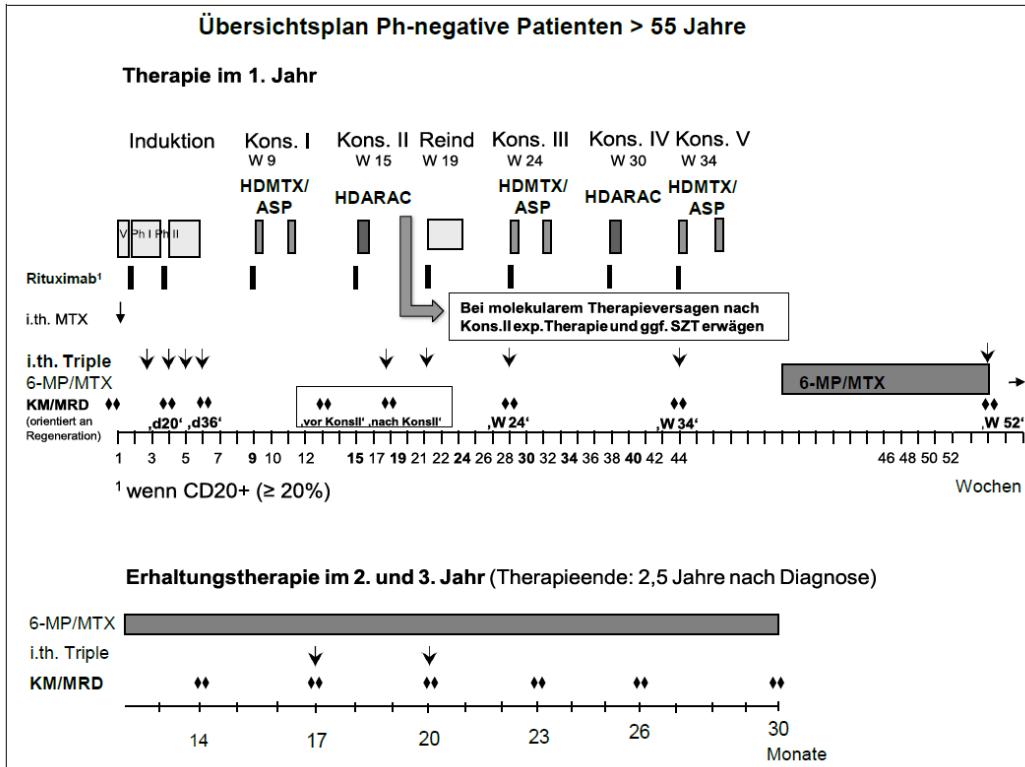 Übersichtsplan Ph-negative Patienten > 55 Jahre
Therapie im 1. Jahr
Induktion Kons. I Kons. II Reind Kons. III Kons. IV Kons. V
W 9 W 15 W 19 W 24 W 30 W 34
HDMTX/ HDMTX/ HDMTX/
ASP HDARAC ASP HDARAC ASP
V Ph I Ph II
Rituximab¹
Bei molekularem Therapieversagen nach
Kons.II exp.Therapie und ggf. SZT erwägen
i.th. MTX
i.th. Triple
6-MP/MTX 6-MP/MTX
KM/MRD
(orientiert an
Regeneration)
‚d20‘ ‚d36‘ ‚vor KonsII‘ ‚nach KonsII‘ ‚W 24‘ ‚W 34‘ ‚W 52‘
1 3 5 7 9 10 12 15 17 19 21 22 24 26 28 30 32 34 36 38 40 42 44 46 48 50 52
¹ wenn CD20+ (≥ 20%) Wochen
Erhaltungstherapie im 2. und 3. Jahr (Therapieende: 2,5 Jahre nach Diagnose)
6-MP/MTX
i.th. Triple
KM/MRD
14 17 20 23 26 30
Monate